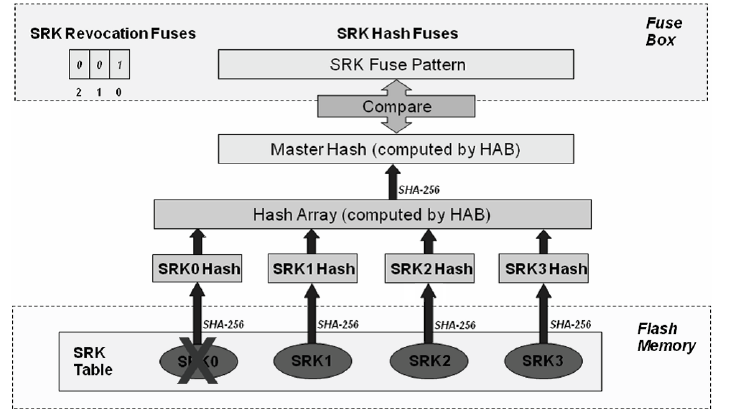 SRK Revocation Fuses
SRK Hash Fuses
Fuse
Box
0 0 1
2 1 0
SRK Fuse Pattern
Compare
Master Hash (computed by HAB)
SHA-256
Hash Array (computed by HAB)
SRK0 Hash
SRK1 Hash
SRK2 Hash
SRK3 Hash
SHA-256
SHA-256
SHA-256
SHA-256
Flash
Memory
SRK
Table
SRK0
SRK1
SRK2
SRK3